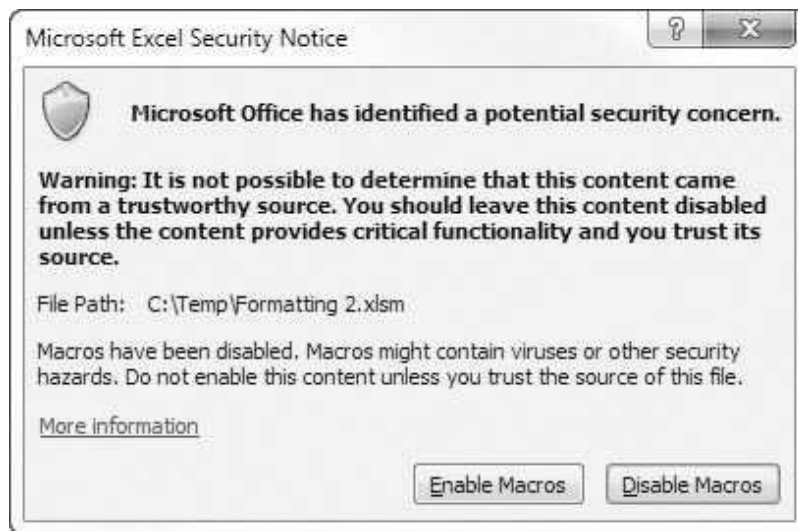 Microsoft Excel Security Notice
?
X
Microsoft Office has identified a potential security concern.
Warning: It is not possible to determine that this content came
from a trustworthy source. You should leave this content disabled
unless the content provides critical functionality and you trust its
source.
File Path: C:\Temp\Formatting 2.xlsm
Macros have been disabled. Macros might contain viruses or other security
hazards. Do not enable this content unless you trust the source of this file.
More information
Enable Macros Disable Macros